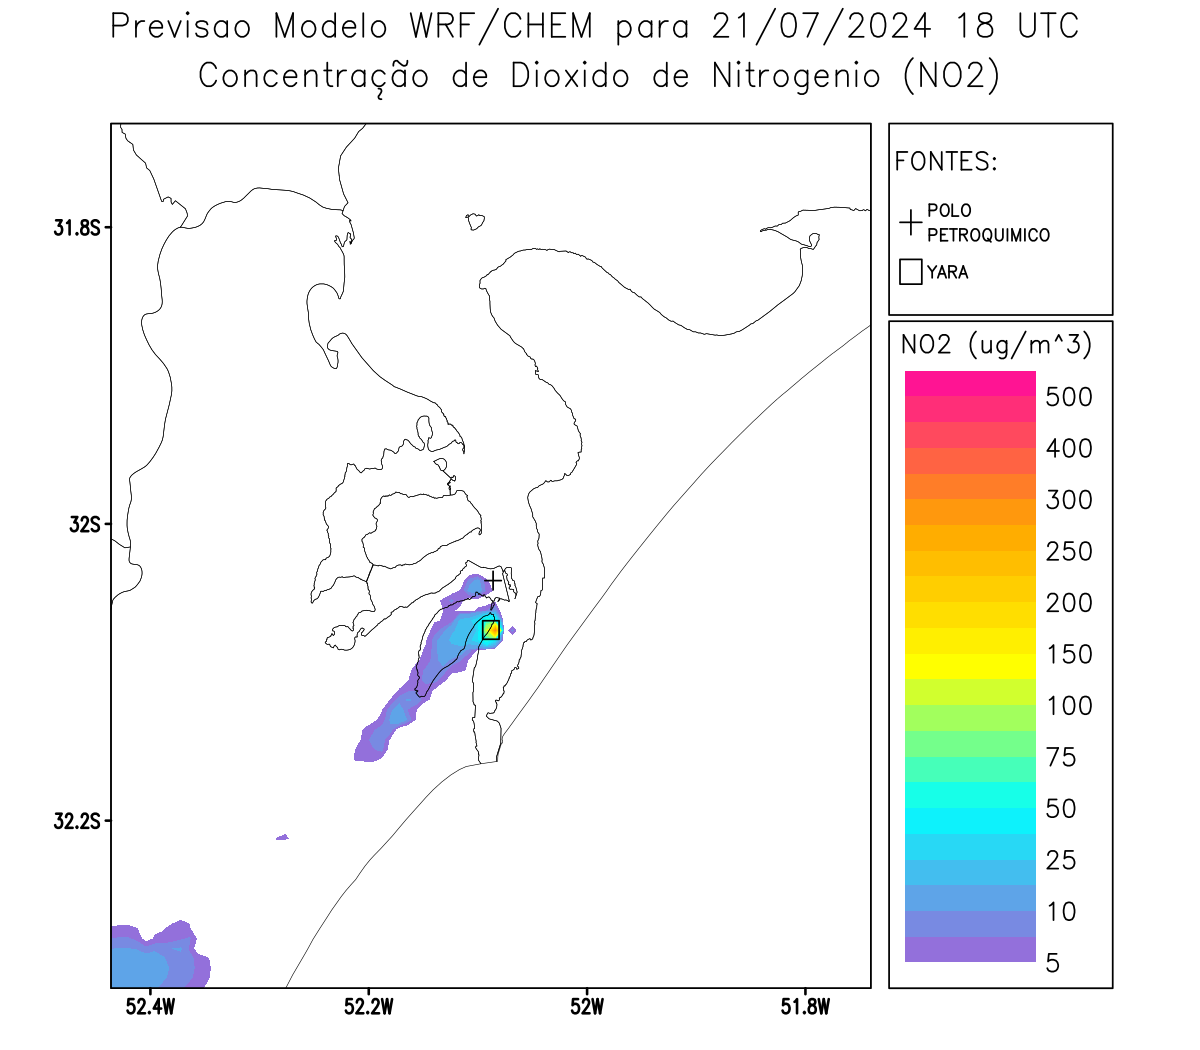 Previsao Modelo WRF/CHEM para 21/07/2024 18 UTC
Concentração de Dioxido de Nitrogenio (NO2)
FONTES:
POLO
PETROQUIMICO
YARA
31.8S
32S
32.2S
52.4W
52.2W
52W
51.8W
NO2 (ug/m^3)
500
400
300
250
200
150
100
75
50
25
10
5